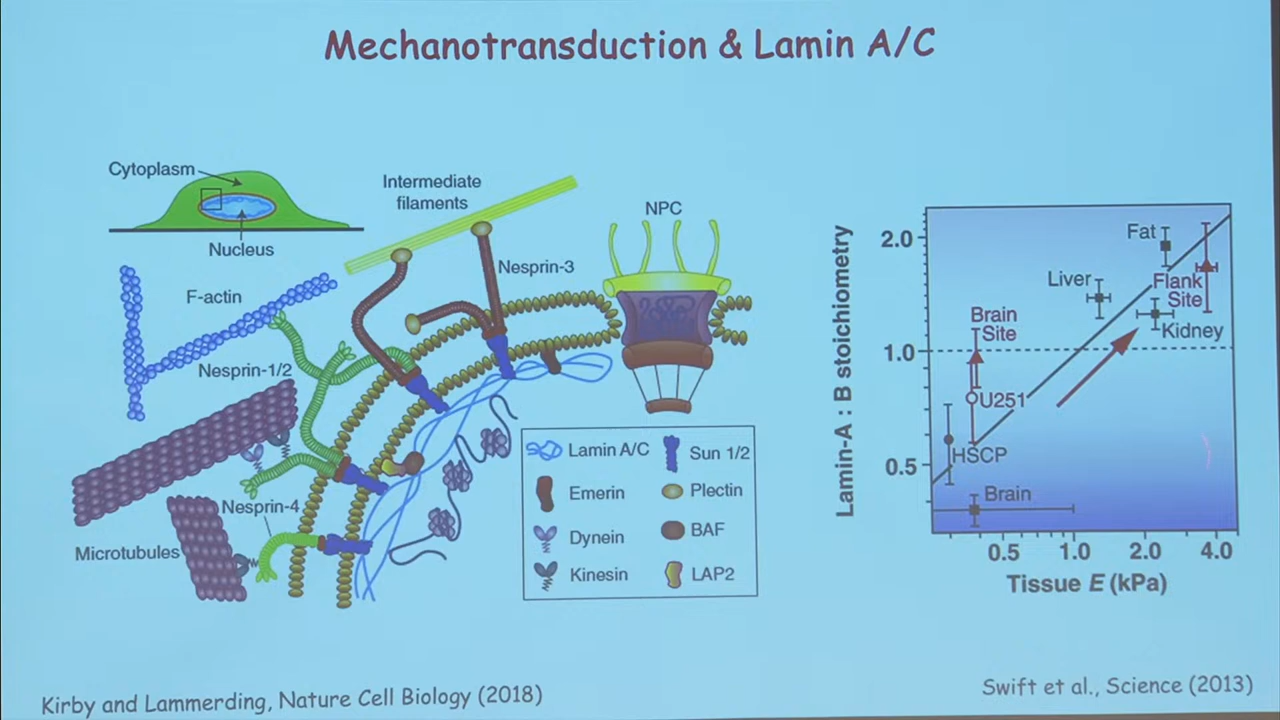 Mechanotransduction & Lamin A/C
Cytoplasm
Nucleus
Intermediate
filaments
NPC
Nesprin-3
F-actin
Nesprin-1/2
Nesprin-4
Microtubules
Lamin A/C
Sun 1/2
Emerin
Plectin
Dynein
BAF
Kinesin
LAP2
Lamin-A : B stoichiometry
2.0
1.0
0.5
Fat
Liver
Flank
Site
Kidney
Brain
Site
U251
HSCP
Brain
0.5
1.0
2.0
4.0
Tissue E (kPa)
Kirby and Lammerding, Nature Cell Biology (2018)
Swift et al., Science (2013)